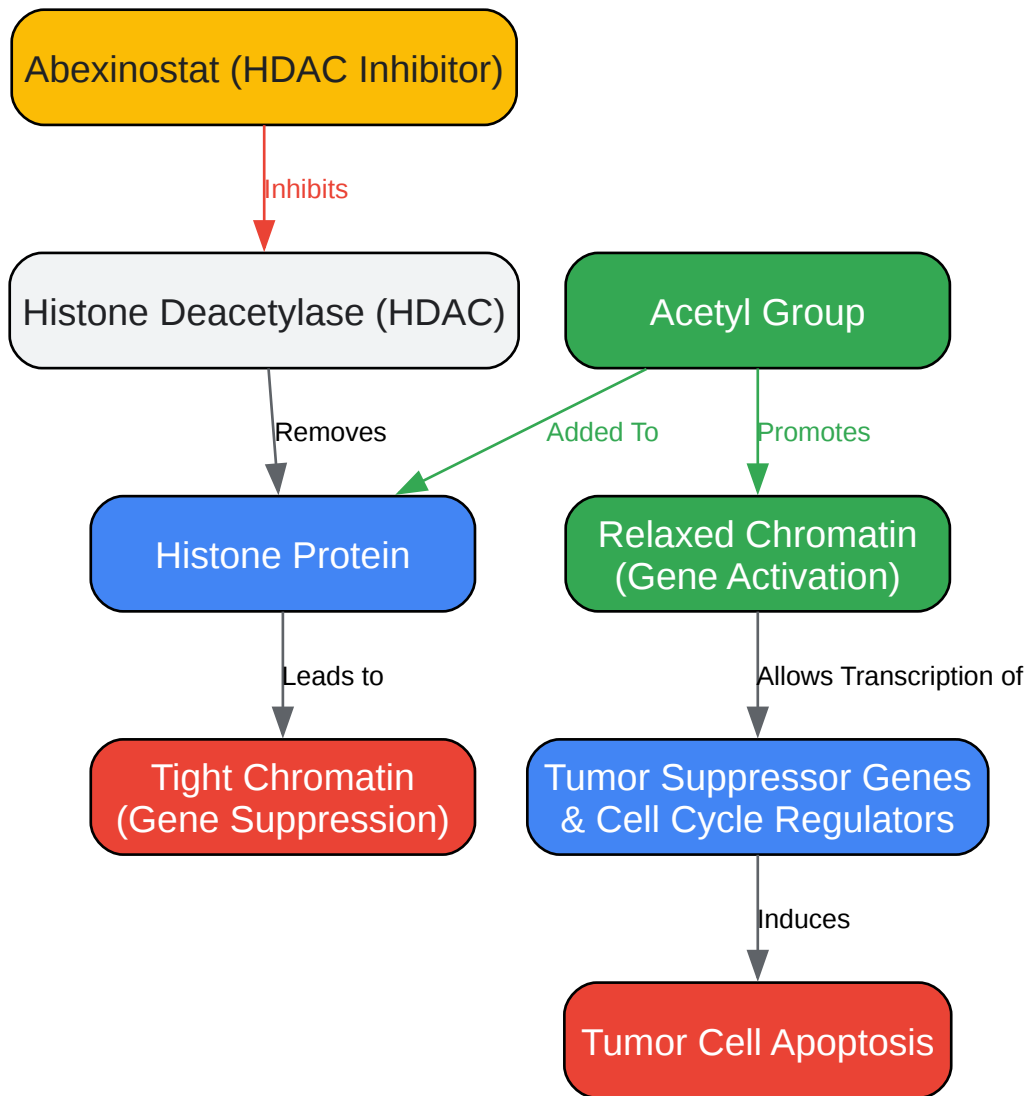 Abexinostat (HDAC Inhibitor)
Inhibits
Histone Deacetylase (HDAC)
Acetyl Group
Removes
Added To
Promotes
Histone Protein
Relaxed Chromatin
(Gene Activation)
Leads to
Allows Transcription of
Tight Chromatin
(Gene Suppression)
Tumor Suppressor Genes
& Cell Cycle Regulators
Induces
Tumor Cell Apoptosis